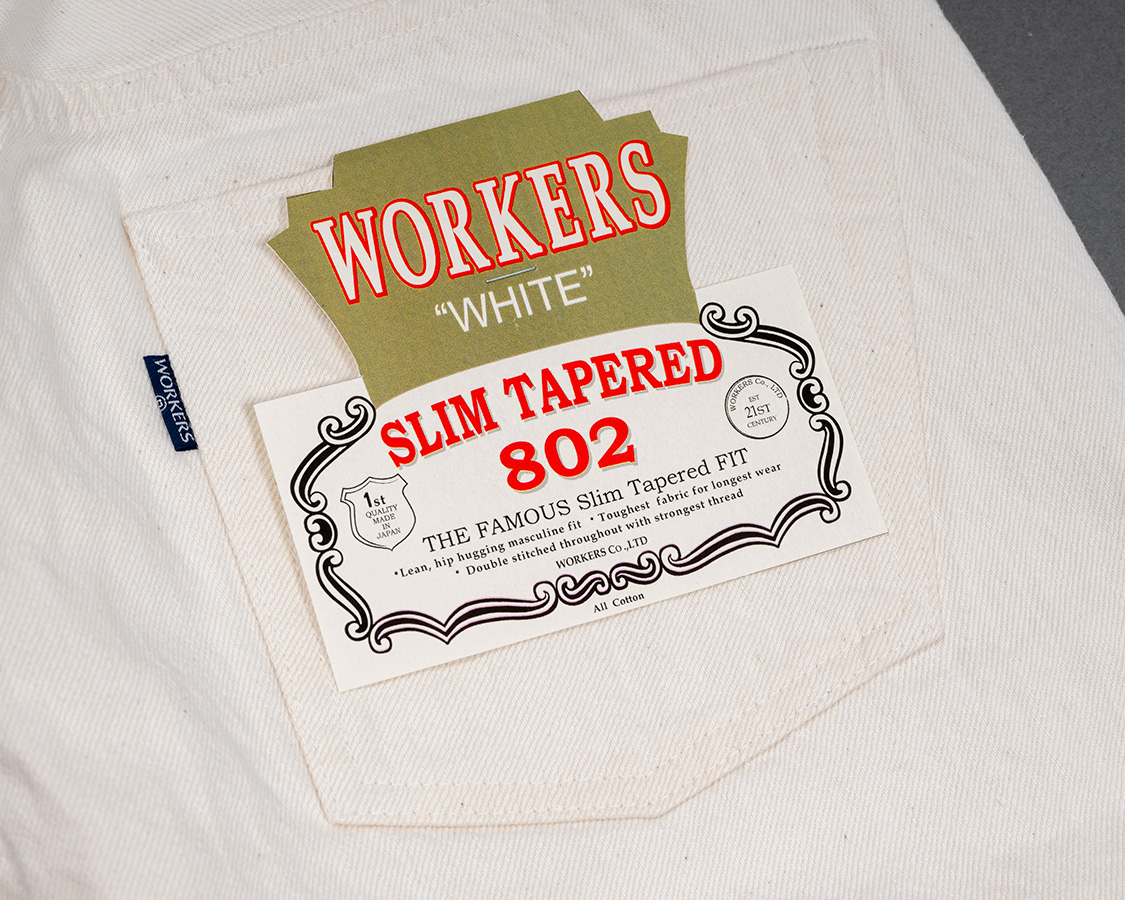 WORKERS
“WHITE”
SLIM TAPERED
802
WORKERS Co., LTD
EST
21ST
CENTURY
1st
QUALITY
MADE
IN
JAPAN
THE FAMOUS Slim Tapered FIT
*Lean, hip hugging masculine fit * Toughest fabric for longest wear
* Double stitched throughout with strongest thread
WORKERS Co.,LTD
All Cotton
WORKERS